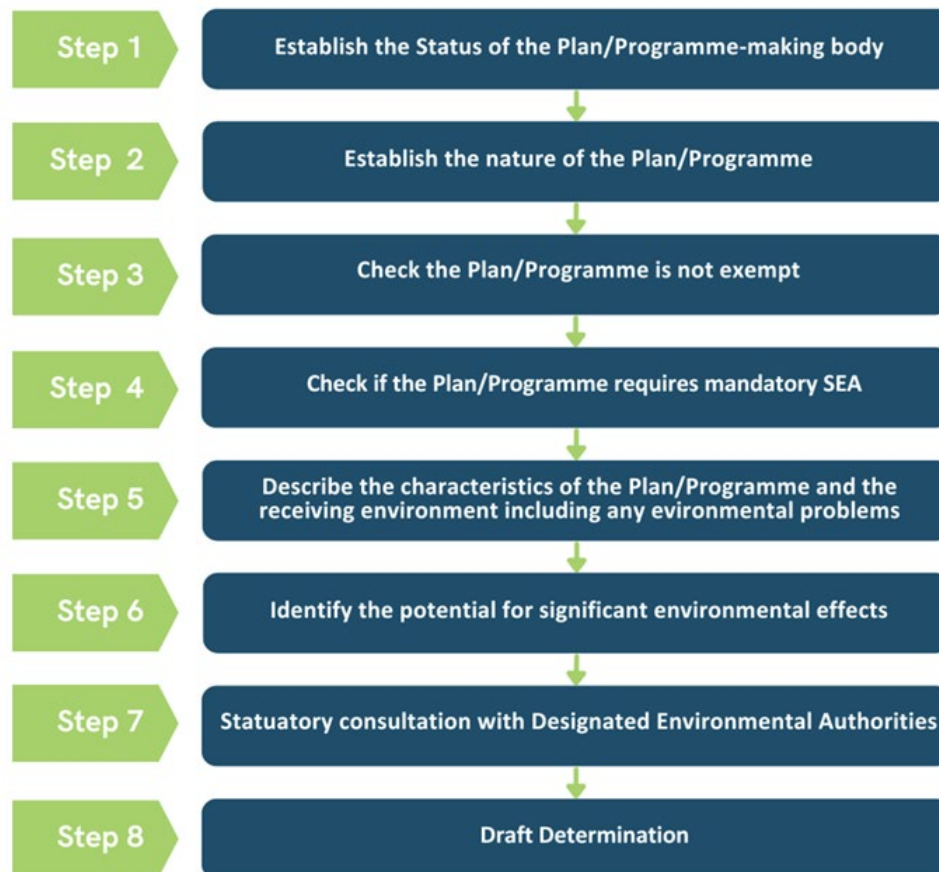 Step 1
Establish the Status of the Plan/Programme-making body
Step 2
Establish the nature of the Plan/Programme
Step 3
Check the Plan/Programme is not exempt
Step 4
Check if the Plan/Programme requires mandatory SEA
Step 5
Describe the characteristics of the Plan/Programme and the
receiving environment including any evironmental problems
Step 6
Identify the potential for significant environmental effects
Step 7
Statuatory consultation with Designated Environmental Authorities
Step 8
Draft Determination